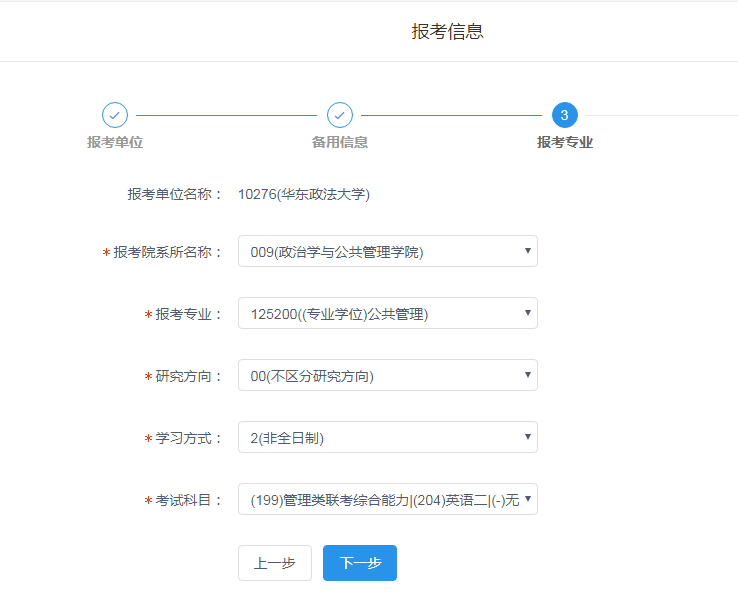 报考信息
3
报考单位 备用信息 报考专业
报考单位名称： 10276(华东政法大学)
*报考院系所名称： 009(政治学与公共管理学院)
*报考专业： 125200((专业学位)公共管理)
*研究方向： 00(不区分研究方向)
*学习方式： 2(非全日制)
*考试科目： (199)管理类联考综合能力|(204)英语二|(-)无
上一步 下一步